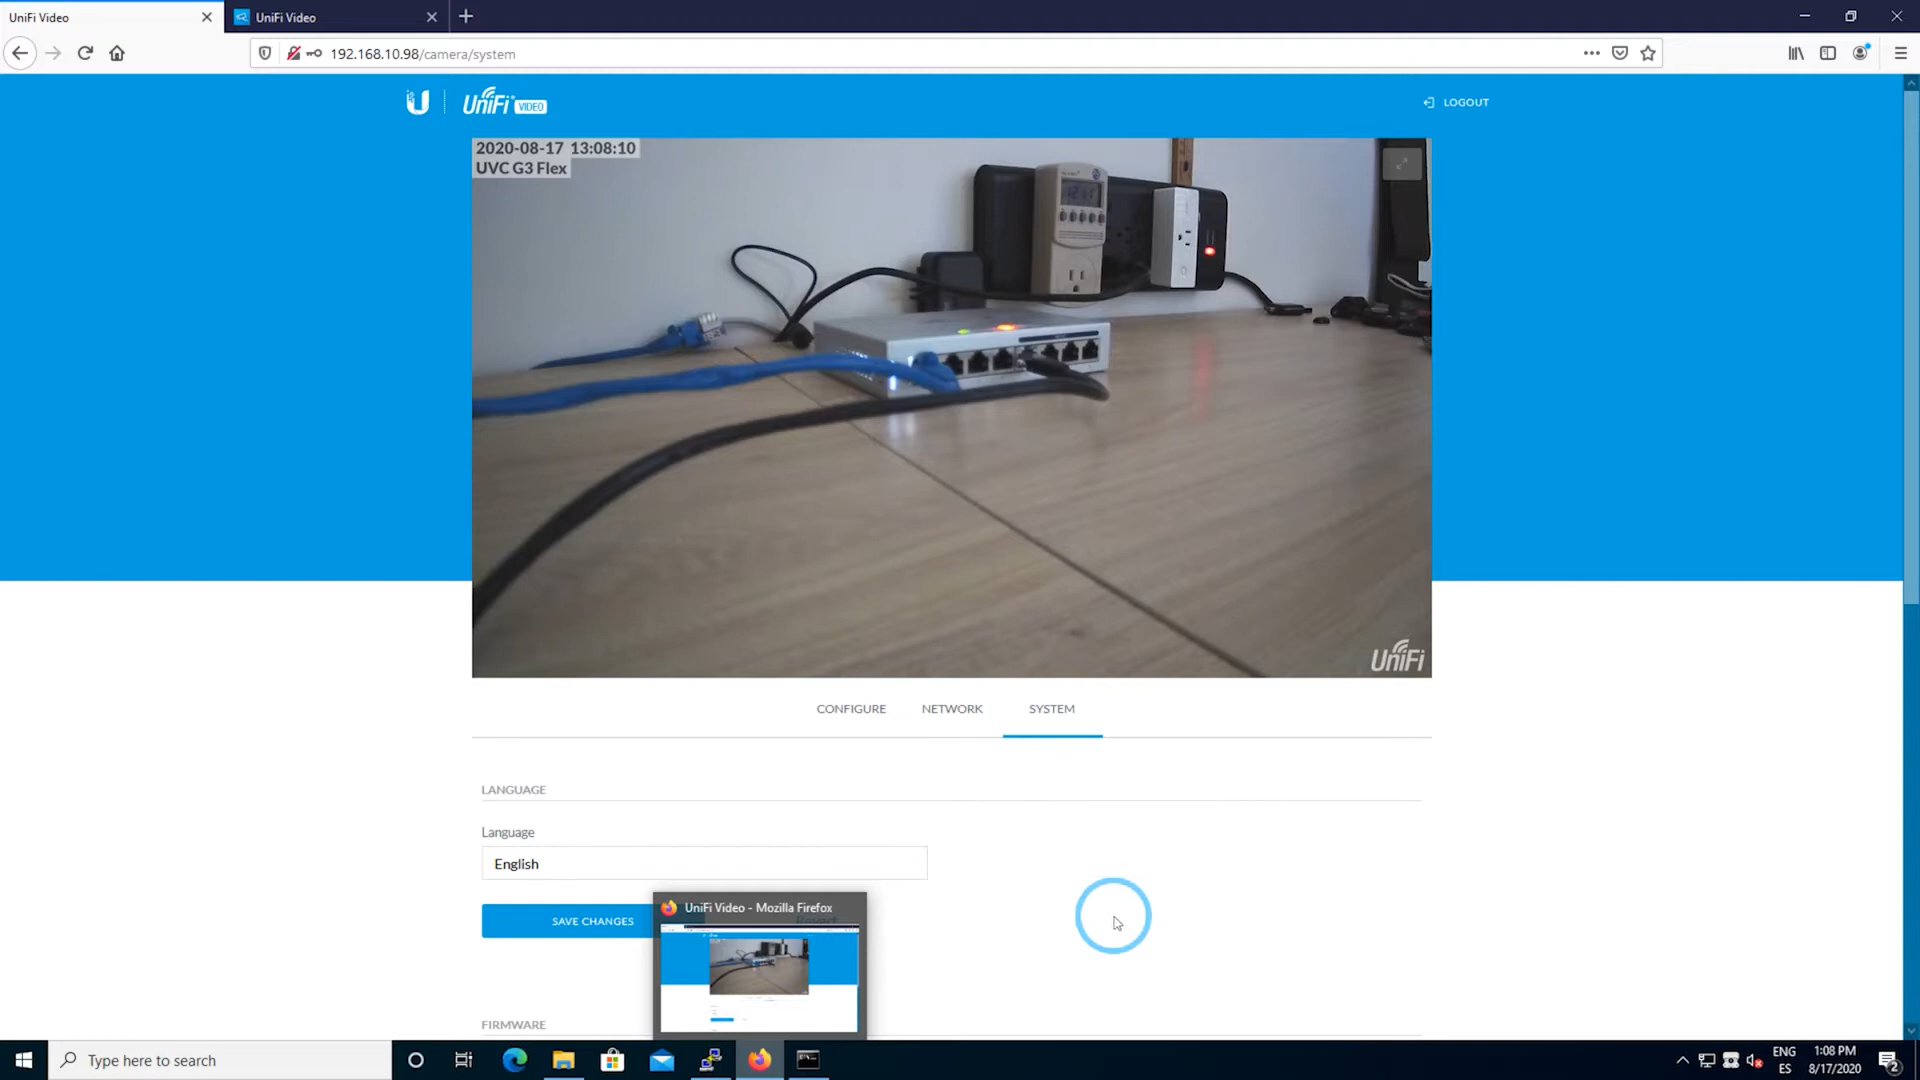 UniFi Video
UniFi Video
192.168.10.98/camera/system
UniFi VIDEO
LOGOUT
2020-08-17 13:08:10
UVC G3 Flex
UniFi
CONFIGURE
NETWORK
SYSTEM
LANGUAGE
Language
English
SAVE CHANGES
UniFi Video - Mozilla Firefox
FIRMWARE
Type here to search
ENG
ES
1:08 PM
8/17/2020
2